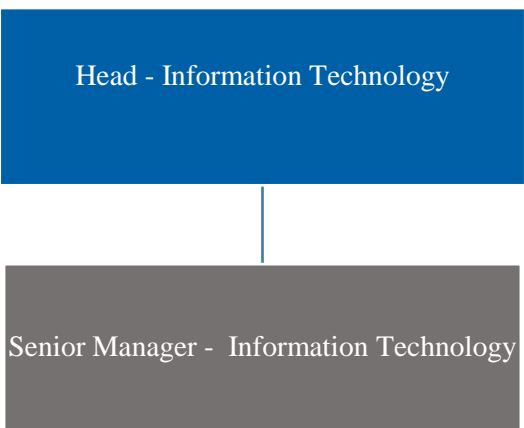 Head - Information Technology
Senior Manager -  Information Technology